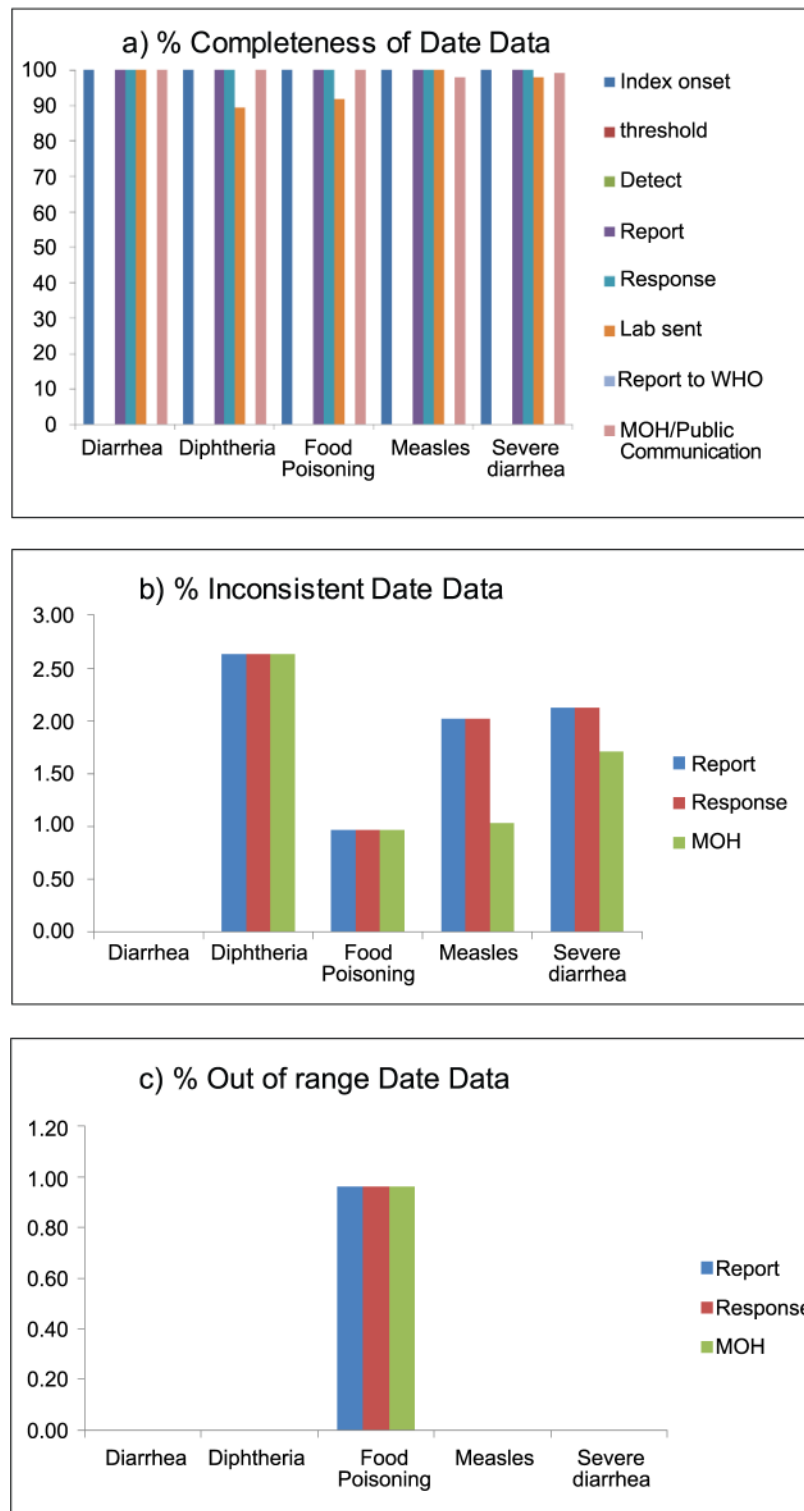 a) % Completeness of Date Data
100
90
80
70
60
50
40
30
20
10
0
Diarrhea
Diphtheria
Food
Poisoning
Measles
Severe
diarrhea
Index onset
threshold
Detect
Report
Response
Lab sent
Report to WHO
MOH/Public
Communication
b) % Inconsistent Date Data
3.00
2.50
2.00
1.50
1.00
0.50
0.00
Diarrhea
Diphtheria
Food
Poisoning
Measles
Severe
diarrhea
Report
Response
MOH
c) % Out of range Date Data
1.20
1.00
0.80
0.60
0.40
0.20
0.00
Diarrhea
Diphtheria
Food
Poisoning
Measles
Severe
diarrhea
Report
Response
MOH